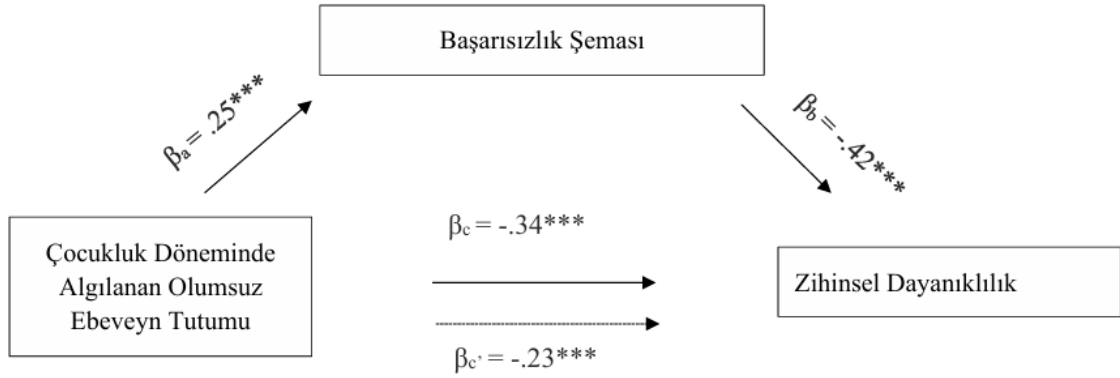 Başarısızlık Şeması
βa = .25***
βb = -.42***
βc = -.34***
Çocukluk Döneminde
Algılanan Olumsuz
Ebeveyn Tutumu
Zihinsel Dayanıklılık
βc' = -.23***